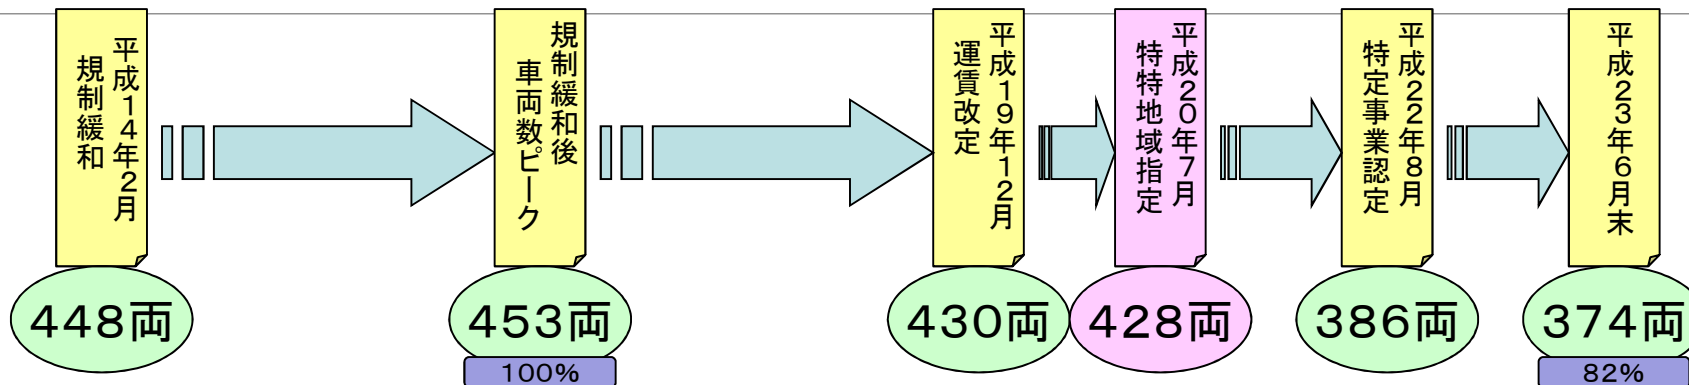 平成１４年２月
規制緩和
規制緩和後
車両数ピーク
平成１９年１２月
運賃改定
平成２０年７月
特特地域指定
平成２２年８月
特定事業認定
平成２３年６月末
448両
453両
430両
428両
386両
374両
100%
82%